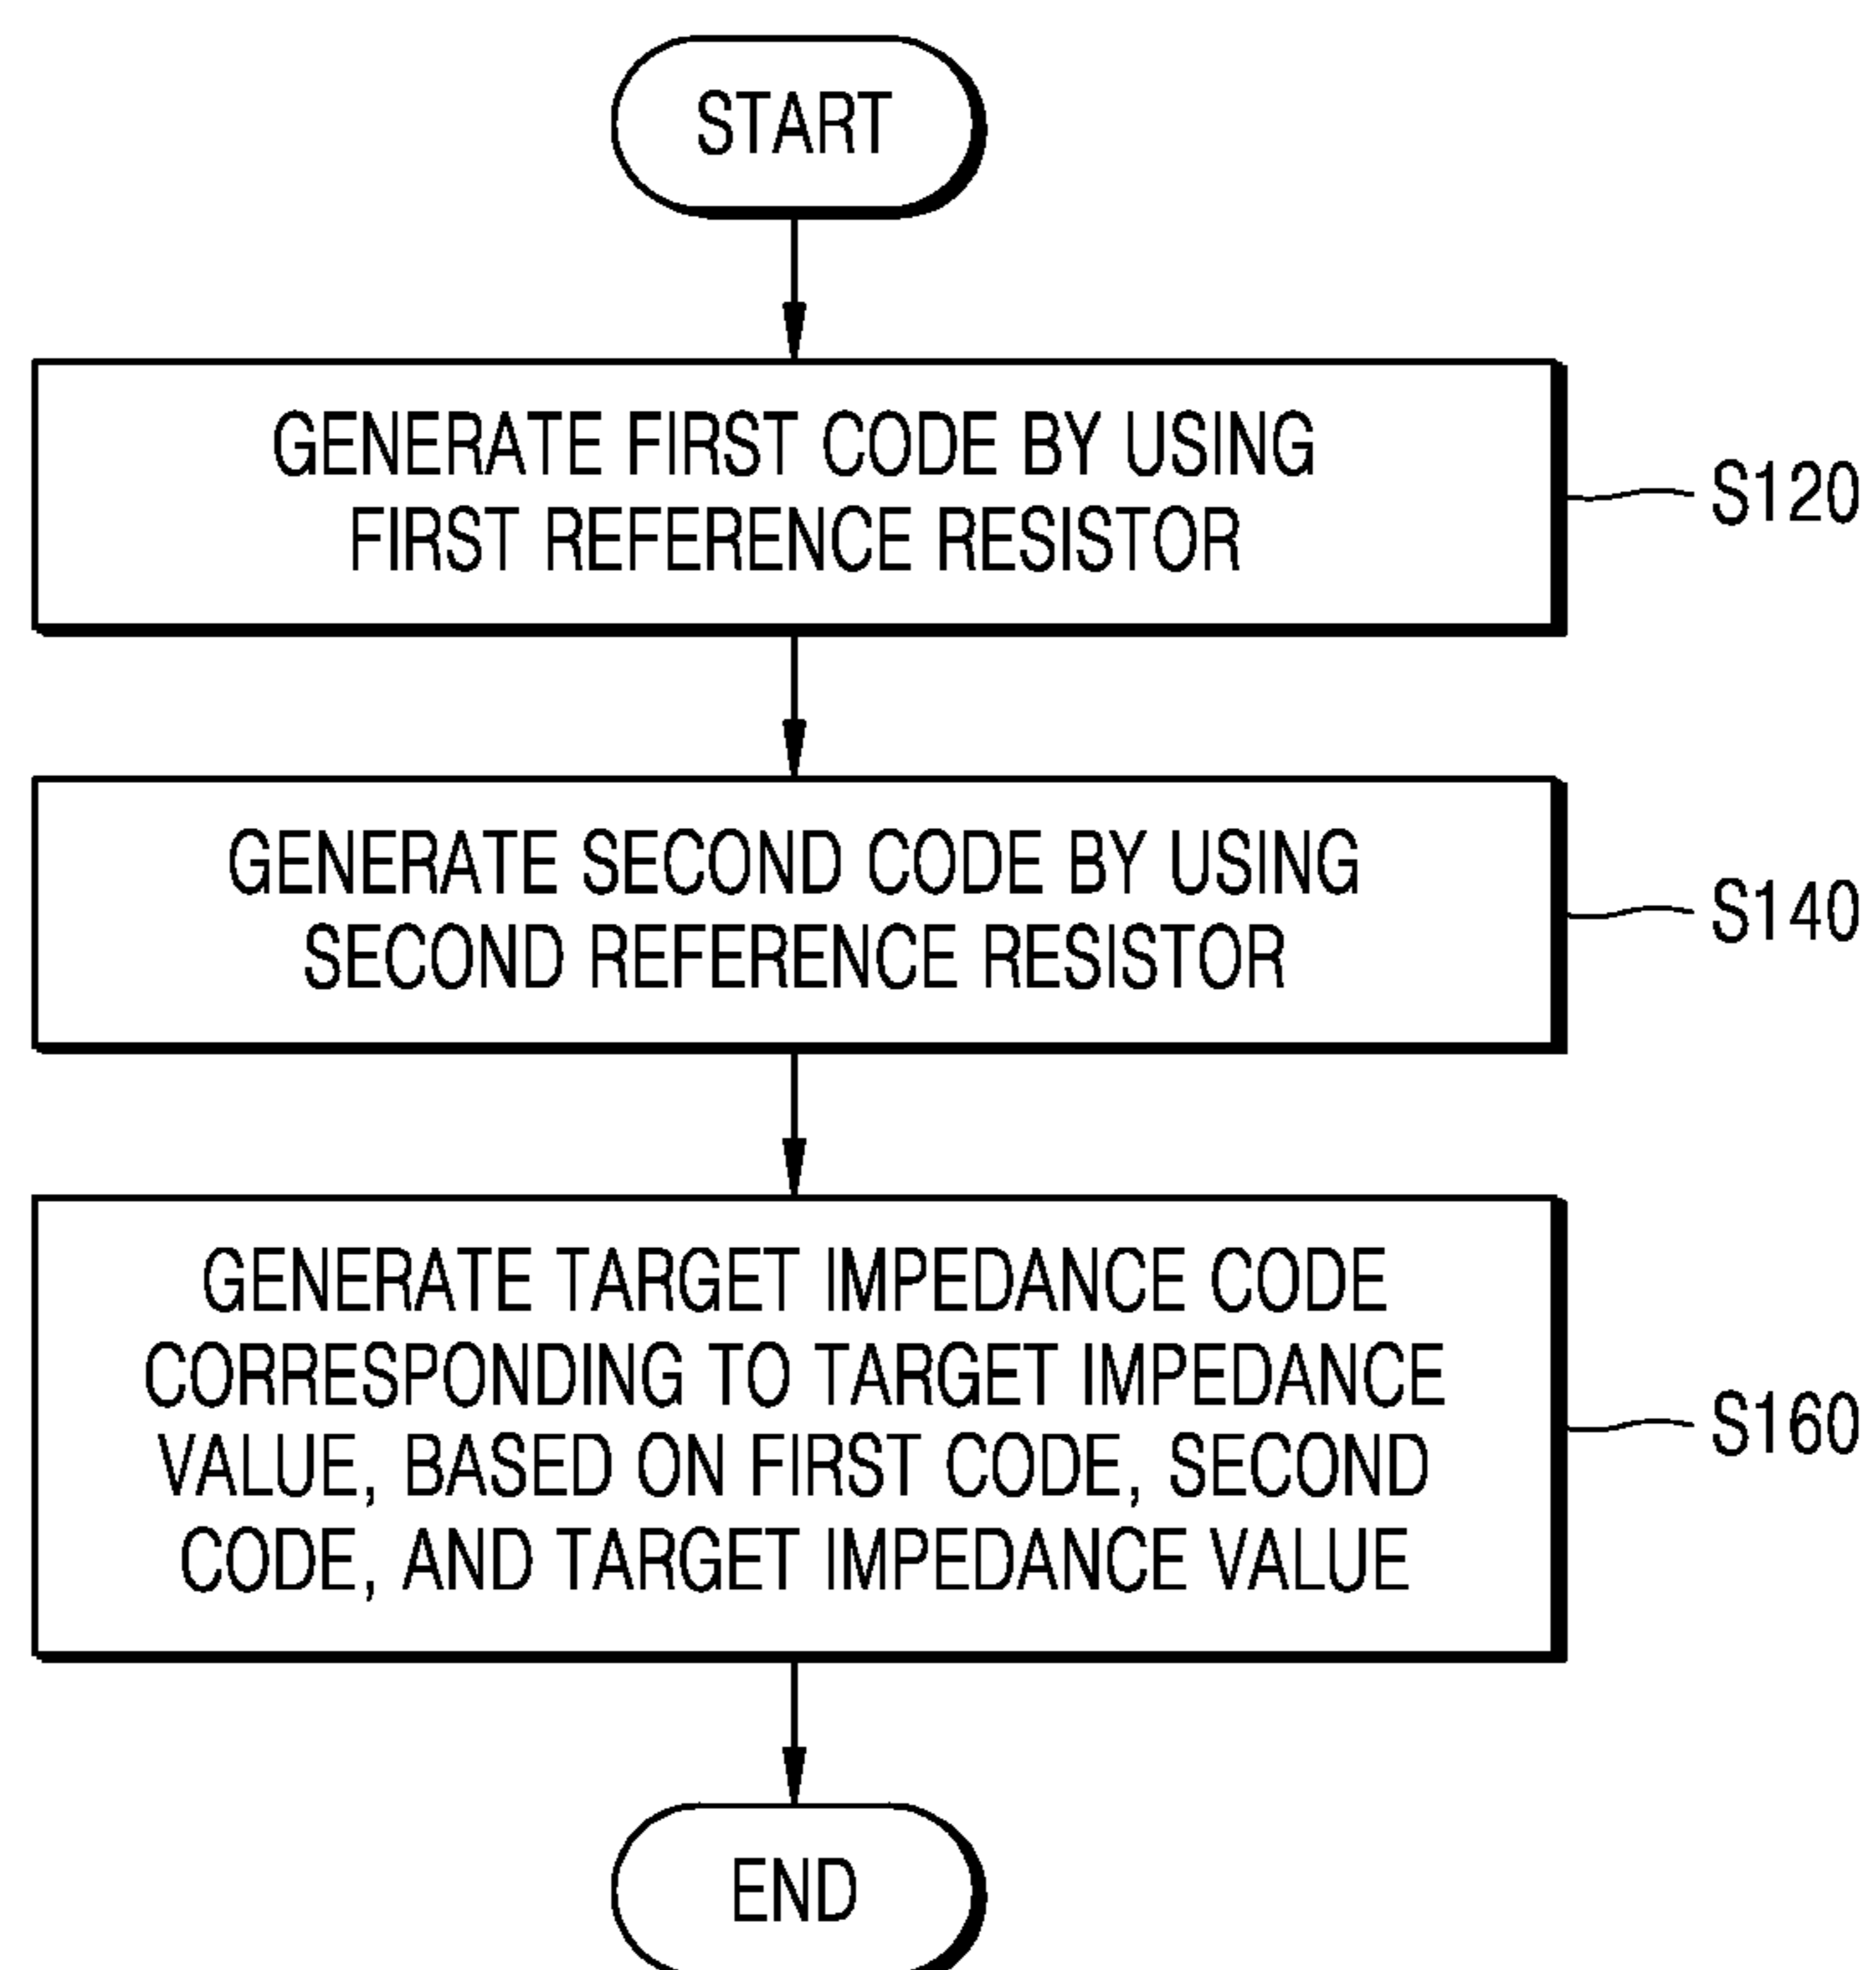 START
GENERATE FIRST CODE BY USING
FIRST REFERENCE RESISTOR
S120
GENERATE SECOND CODE BY USING
SECOND REFERENCE RESISTOR
S140
GENERATE TARGET IMPEDANCE CODE
CORRESPONDING TO TARGET IMPEDANCE
VALUE, BASED ON FIRST CODE, SECOND
CODE, AND TARGET IMPEDANCE VALUE
S160
END